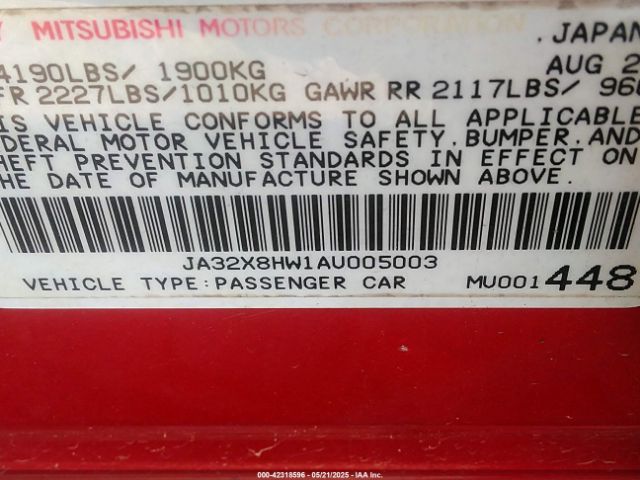 Y MITSUBISHI MOTORS CORPORATION .JAPAN
4190LBS/ 1900KG AUG 2
FR 2227LBS/1010KG GAWR RR 2117LBS/ 960
IS VEHICLE CONFORMS TO ALL APPLICABLE
DERAL MOTOR VEHICLE SAFETY,BUMPER,AND
HEFT PREVENTION STANDARDS IN EFFECT ON
HE DATE OF MANUFACTURE SHOWN ABOVE.
JA32X8HW1AU005003
VEHICLE TYPE:PASSENGER CAR MU001448
000-42318596 - 05/21/2025 - IAA Inc.